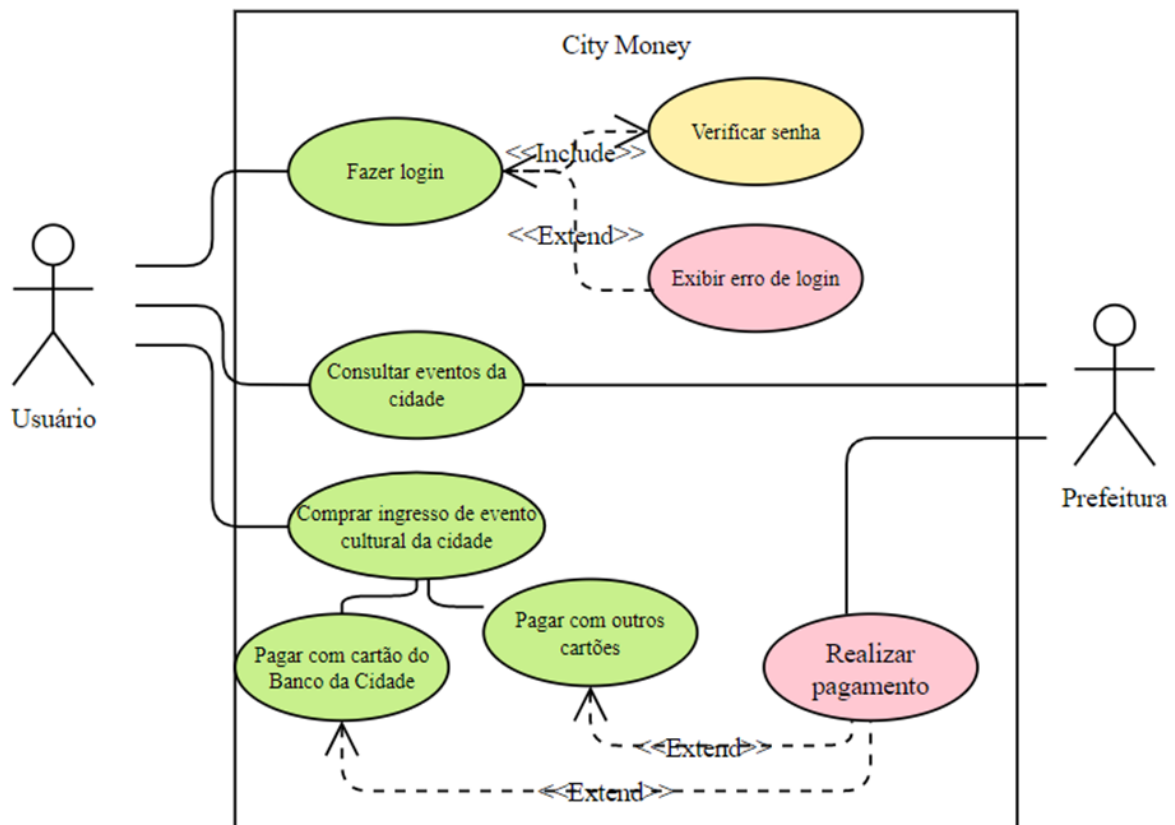 City Money
Verificar senha
<<Include>>
Fazer login
<<Extend>>
Exibir erro de login
Consultar eventos da
cidade
Usuário
Prefeitura
Comprar ingresso de evento
cultural da cidade
Pagar com outros
cartões
Pagar com cartão do
Banco da Cidade
Realizar
pagamento
<<Extend>>
<<Extend>>